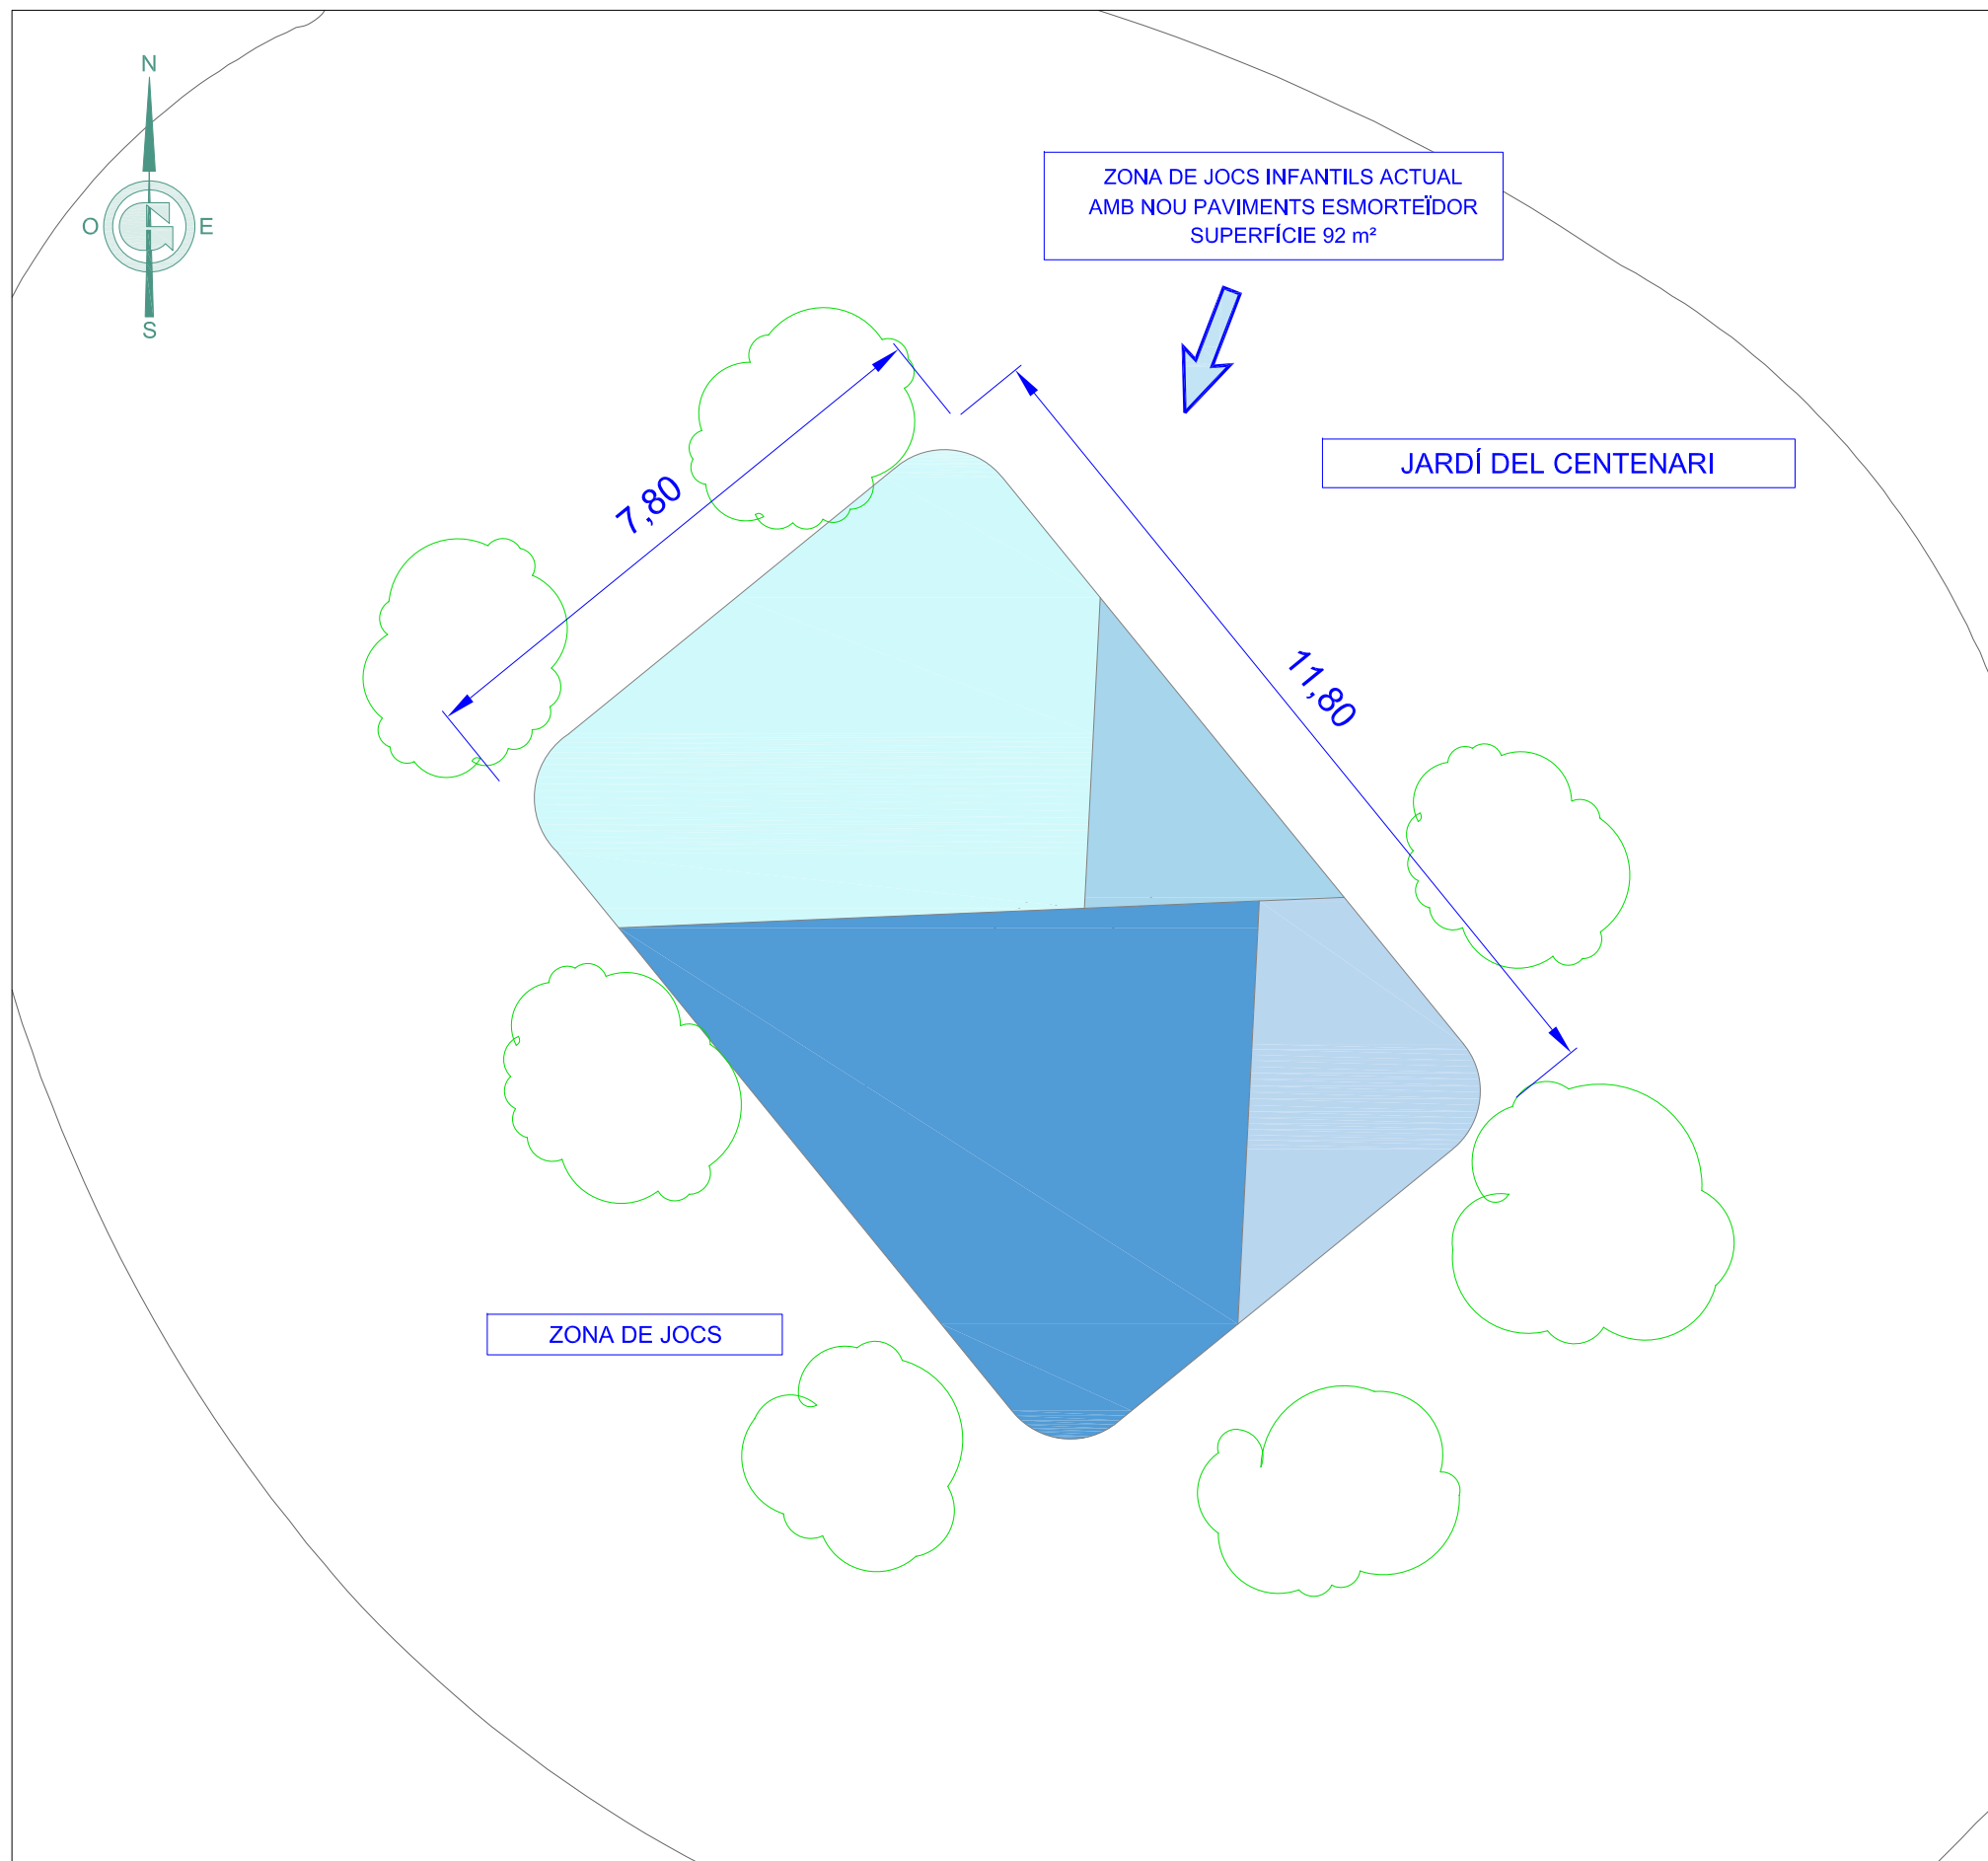 N
O
E
S
ZONA DE JOCS INFANTILS ACTUAL
AMB NOU PAVIMENTS ESMORTEÏDOR
SUPERFÍCIE 92 m²
JARDÍ DEL CENTENARI
7,80
11,80
ZONA DE JOCS